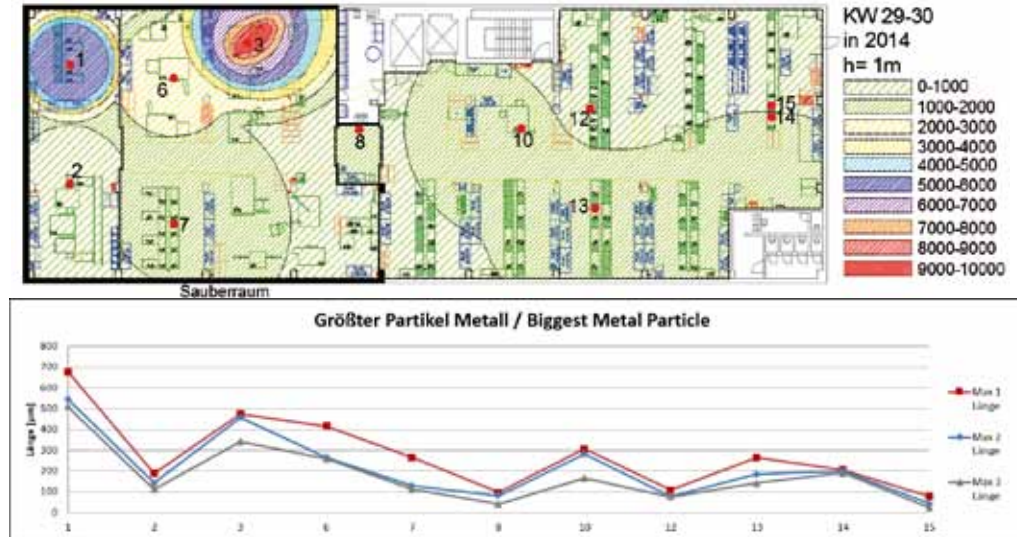 KW 29-30
in 2014
h= 1m
0-1000
1000-2000
2000-3000
3000-4000
4000-5000
5000-6000
6000-7000
7000-8000
8000-9000
9000-10000
1
3
6
2
7
8
10
12
13
15
14
Sauberraum
Größter Partikel Metall / Biggest Metal Particle
Länge [µm]
800
700
600
500
400
300
200
100
0
1 2 3 6 7 8 10 12 13 14 15
Max 1
Länge
Max 2
Länge
Max 3
Länge